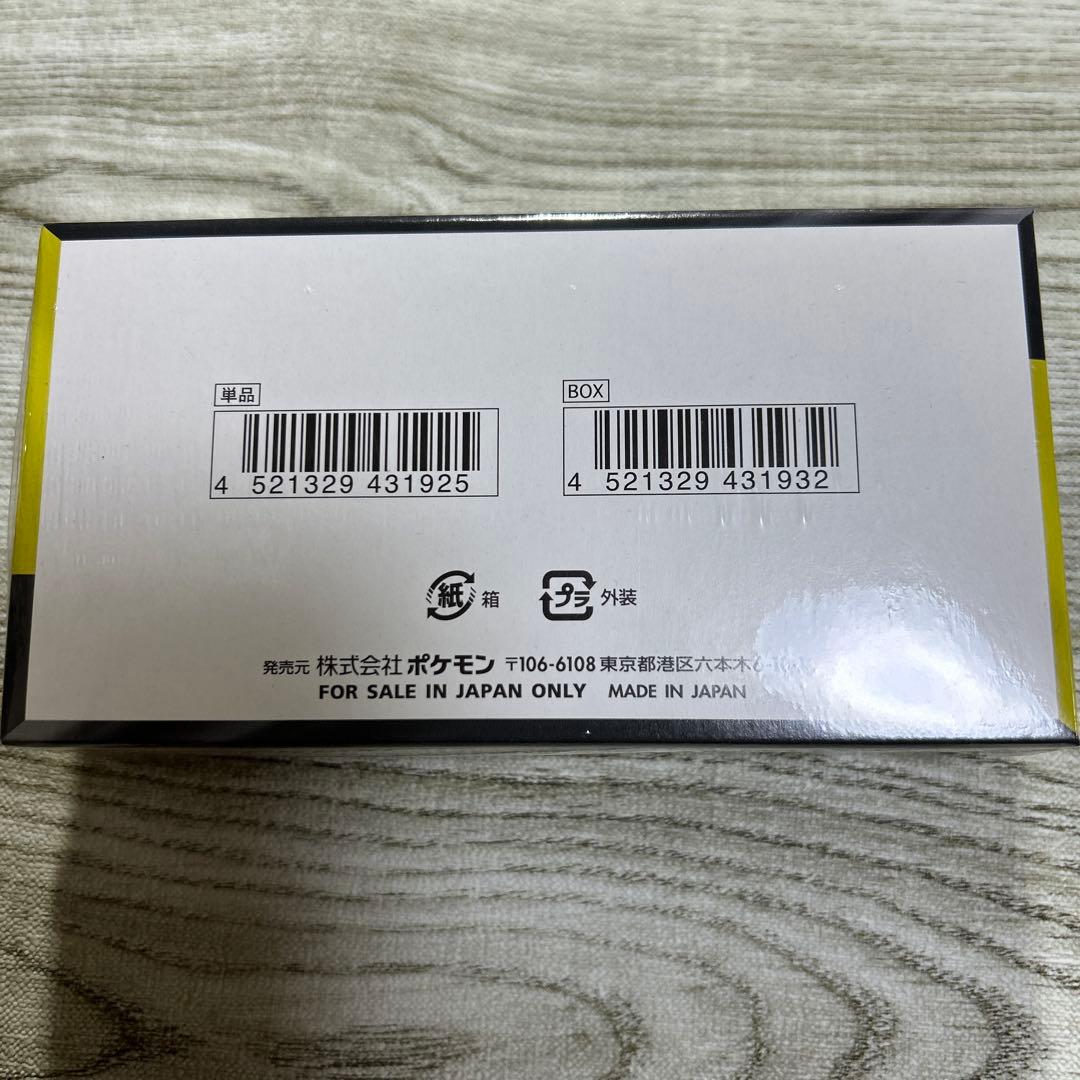 単品
BOX
4 521329 431925
4 521329 431932
紙 箱
プラ 外装
発売元 株式会社 ポケモン 〒106-6108 東京都港区六本木6-10
FOR SALE IN JAPAN ONLY MADE IN JAPAN